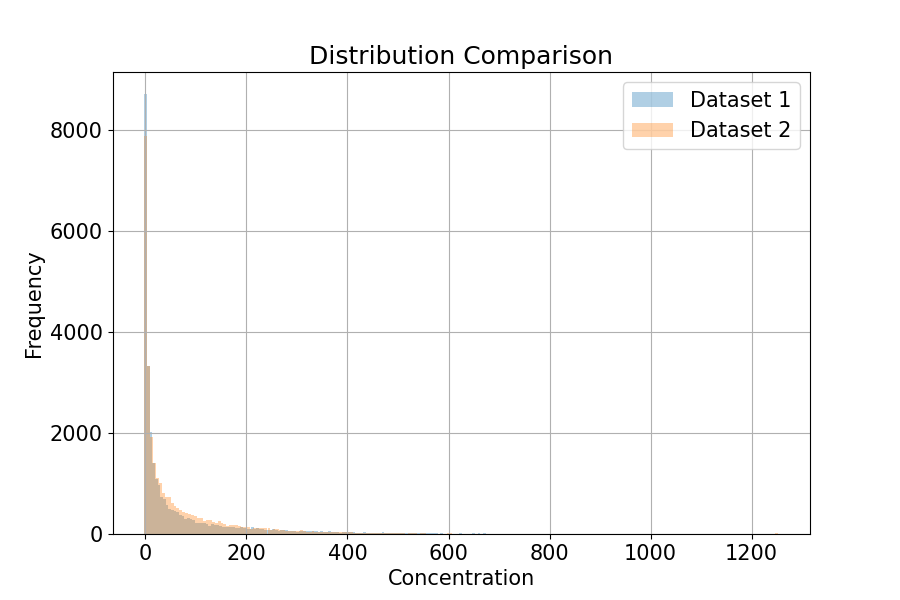 Distribution Comparison
Dataset 1
Dataset 2
8000
6000
4000
2000
0
Frequency
0 200 400 600 800 1000 1200
Concentration